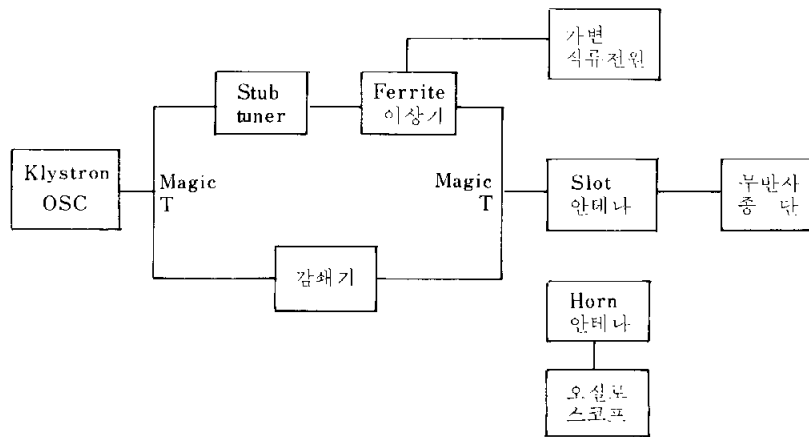 가변
직류전원
Stub
tuner
Ferrite
이상기
Klystron
OSC
Magic
T
Magic
T
Slot
안테나
무반사
종 단
감쇄기
Horn
안테나
오실로
스코프